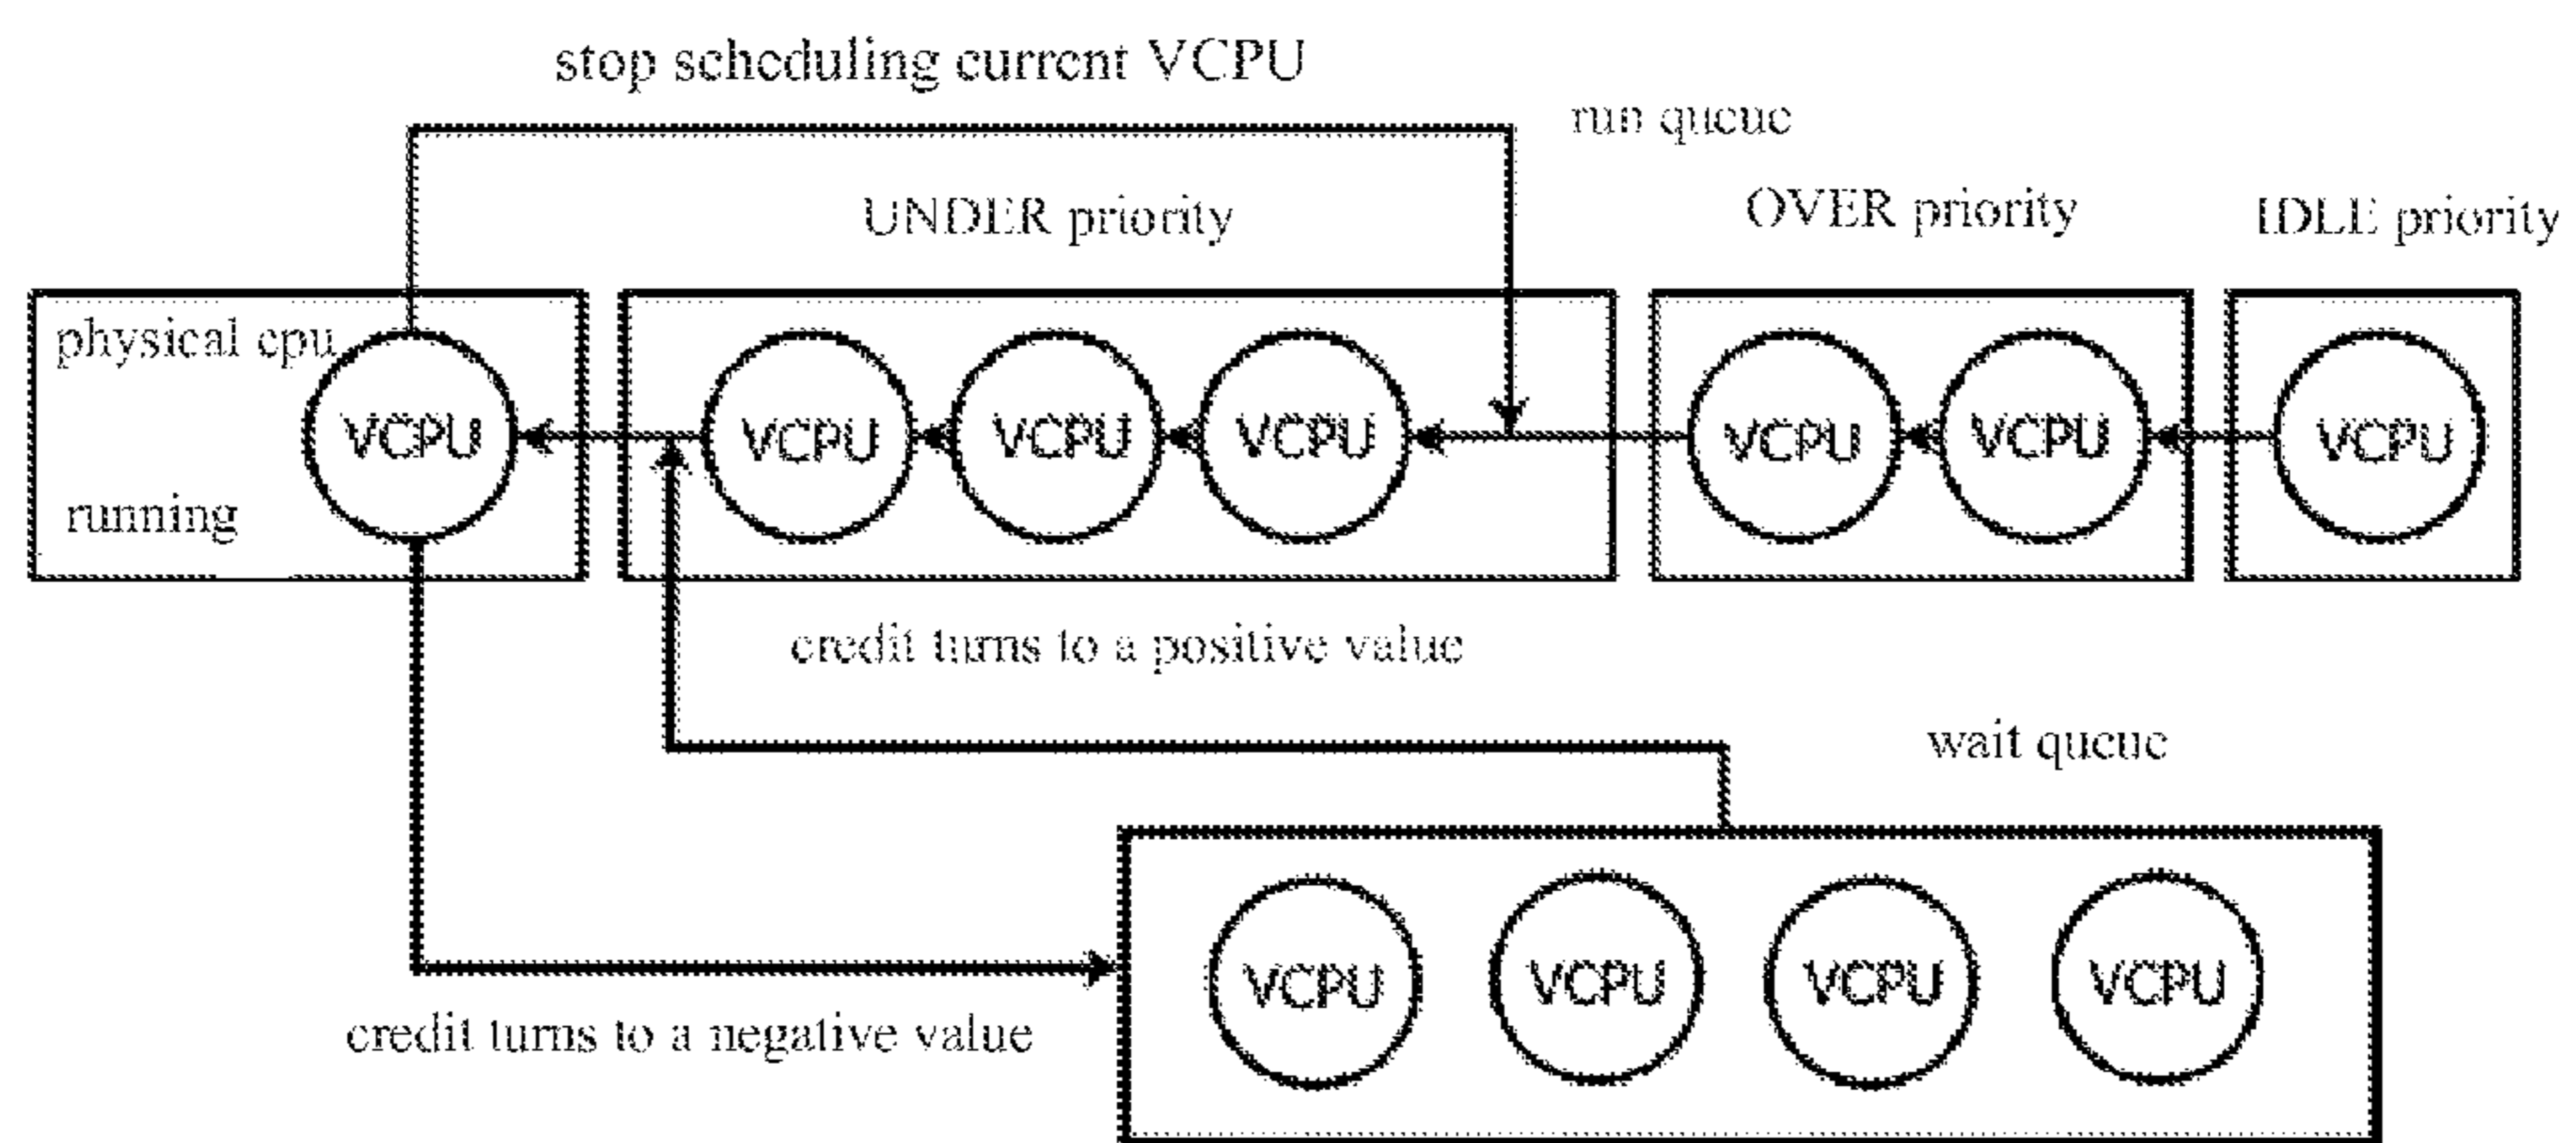 stop scheduling current VCPU
run queue
UNDER priority
OVER priority
IDLE priority
physical cpu
running
VCPU
VCPU
VCPU
VCPU
VCPU
VCPU
VCPU
credit turns to a positive value
wait queue
credit turns to a negative value
VCPU
VCPU
VCPU
VCPU